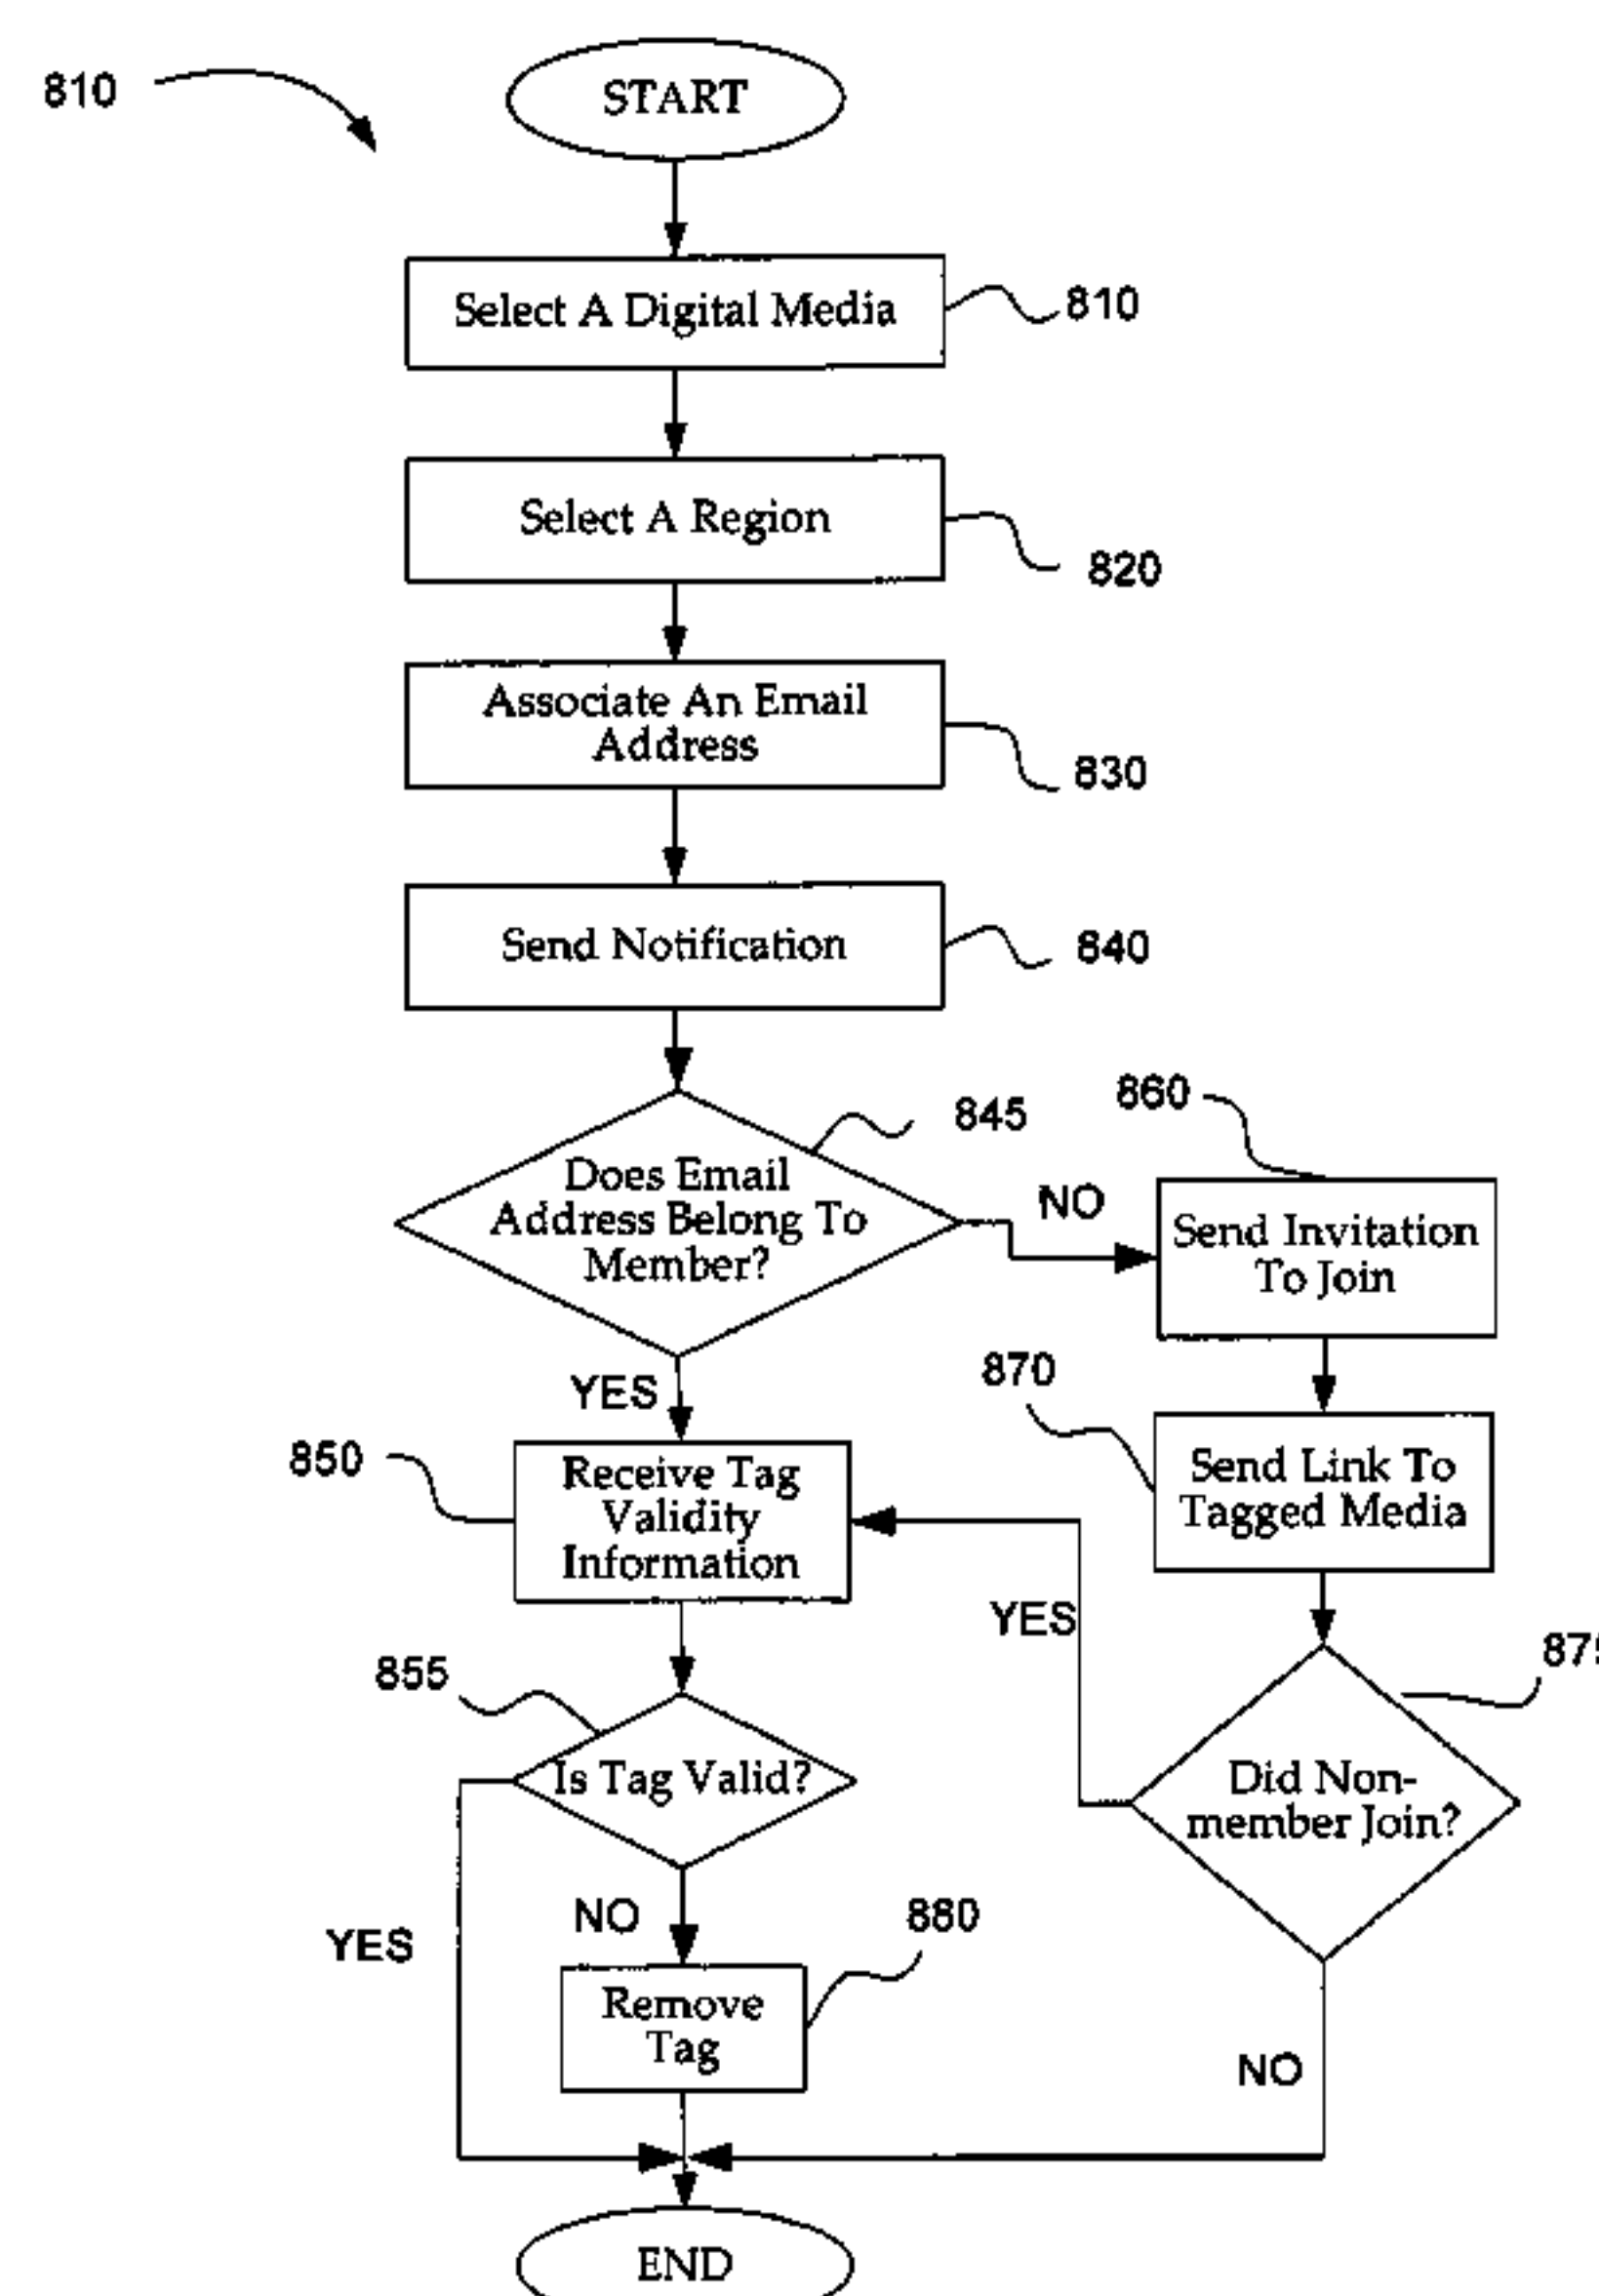 810
START
Select A Digital Media
810
Select A Region
820
Associate An Email
Address
830
Send Notification
840
845
860
Does Email
Address Belong To
Member?
NO
Send Invitation
To Join
YES
870
850
Receive Tag
Validity
Information
Send Link To
Tagged Media
YES
855
Is Tag Valid?
Did Non-
member Join?
NO
880
YES
Remove
Tag
NO
END